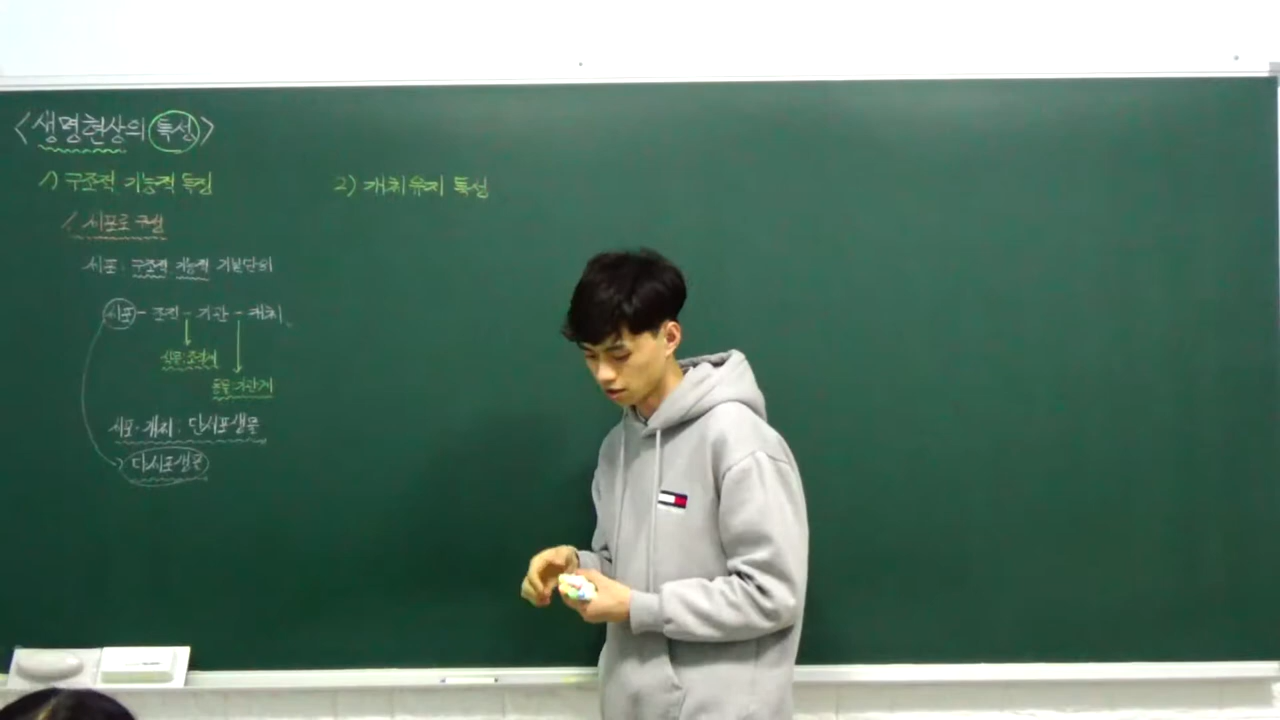 <생명현상의 특성>
1) 구조적 기능적 특성
세포로 구성
세포 : 구조적 기능적 기본단위
세포 - 조직 - 기관 - 개체
식물:조직계
동물:기관계
세포=개체 : 단세포생물
다세포생물
2) 개체유지 특성